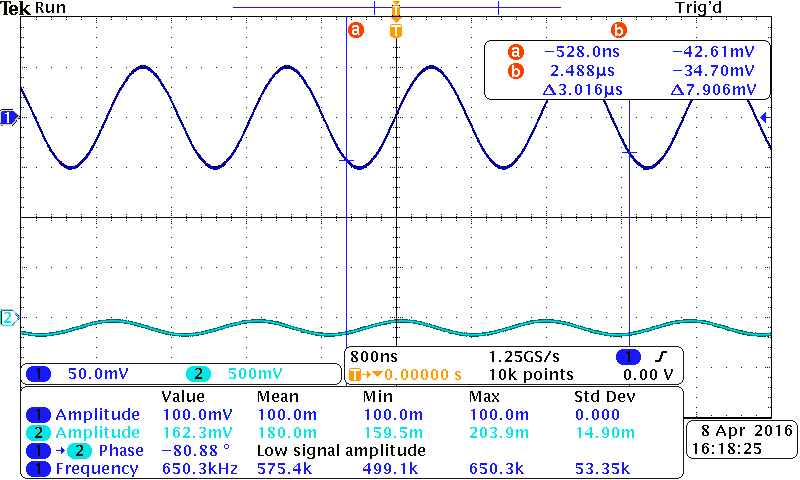 Tek Run Trig'd
T
a T b
a −528.0ns −42.61mV
b 2.488µs −34.70mV
Δ3.016µs Δ7.906mV
1
2
1 50.0mV 2 500mV
800ns 1.25GS/s 1
T→▼0.00000 s 10k points 0.00 V
Value Mean Min Max Std Dev
1 Amplitude 100.0mV 100.0m 100.0m 100.0m 0.000
2 Amplitude 162.3mV 180.0m 159.5m 203.9m 14.90m
1 → 2 Phase −80.88 ° Low signal amplitude
1 Frequency 650.3kHz 575.4k 499.1k 650.3k 53.35k
8 Apr 2016
16:18:25